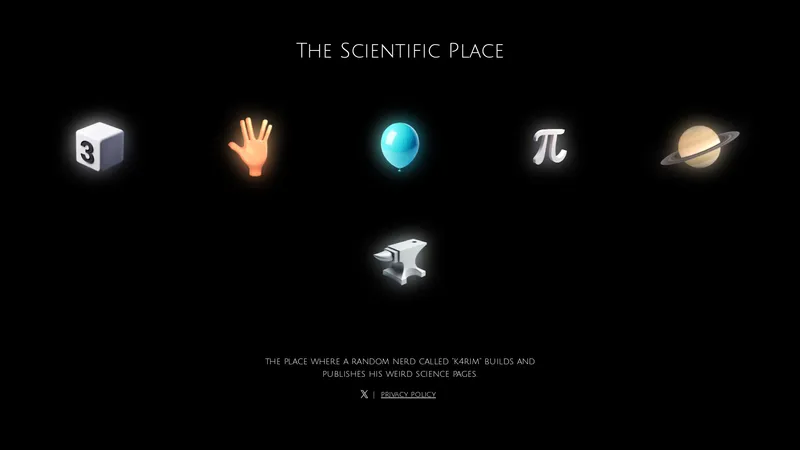 The Scientific Place
3
π
THE PLACE WHERE A RANDOM NERD CALLED "K4RIM" BUILDS AND
PUBLISHES HIS WEIRD SCIENCE PAGES
𝕏 | PRIVACY POLICY